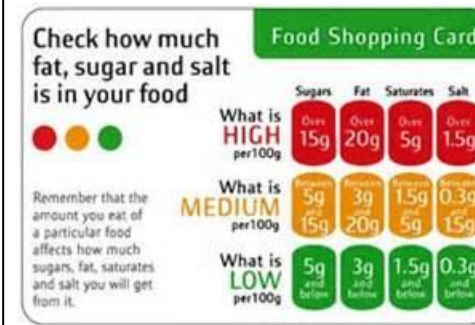 Check how much
fat, sugar and salt
is in your food
Food Shopping Card
Sugars Fat Saturates Salt
What is
HIGH
per100g
Over
15g
Over
20g
Over
5g
Over
1.5g
What is
MEDIUM
per100g
Between
5g
and
15g
Between
3g
and
20g
Between
1.5g
and
5g
Between
0.3g
and
1.5g
What is
LOW
per100g
5g
and
below
3g
and
below
1.5g
and
below
0.3g
and
below
Remember that the
amount you eat of
a particular food
affects how much
sugars, fat, saturates
and salt you will get
from it.